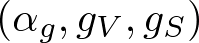 (α_g, g_V, g_S)